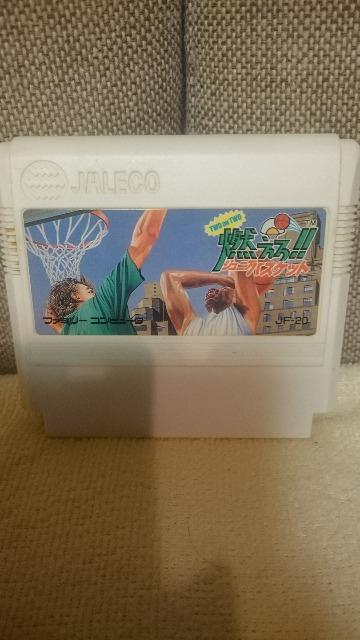 JALECO
TWO ON TWO
燃えろ!!
ジュニアバスケット
ファミリー コンピュータ
JF-20